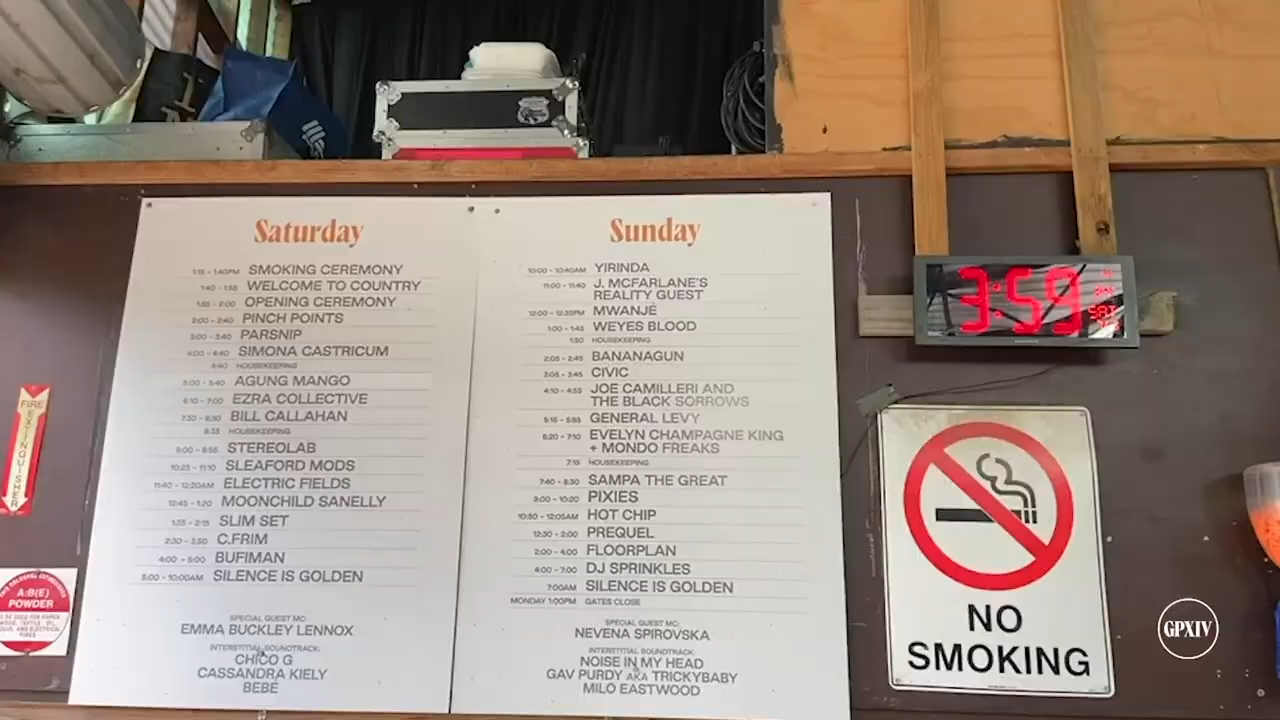 Saturday
1:15 - 1:40PM SMOKING CEREMONY
1:40 - 1:55 WELCOME TO COUNTRY
1:55 - 2:00 OPENING CEREMONY
2:00 - 2:40 PINCH POINTS
3:00 - 3:40 PARSNIP
4:00 - 4:40 SIMONA CASTRICUM
4:40 HOUSEKEEPING
5:00 - 5:40 AGUNG MANGO
6:10 - 7:00 EZRA COLLECTIVE
7:30 - 8:30 BILL CALLAHAN
8:33 HOUSEKEEPING
9:00 - 9:55 STEREOLAB
10:25 - 11:10 SLEAFORD MODS
11:40 - 12:20AM ELECTRIC FIELDS
12:45 - 1:20 MOONCHILD SANELLY
1:35 - 2:15 SLIM SET
2:30 - 3:50 C.FRIM
4:00 - 5:00 BUFIMAN
5:00 - 10:00AM SILENCE IS GOLDEN
SPECIAL GUEST MC:
EMMA BUCKLEY LENNOX
INTERSTITIAL SOUNDTRACK:
CHICO G
CASSANDRA KIELY
BEBE
Sunday
10:00 - 10:40AM YIRINDA
11:00 - 11:40 J. MCFARLANE'S
REALITY GUEST
12:00 - 12:35PM MWANJÉ
1:00 - 1:45 WEYES BLOOD
1:50 HOUSEKEEPING
2:05 - 2:45 BANANAGUN
3:05 - 3:45 CIVIC
4:10 - 4:55 JOE CAMILLERI AND
THE BLACK SORROWS
5:15 - 5:55 GENERAL LEVY
6:20 - 7:10 EVELYN CHAMPAGNE KING
+ MONDO FREAKS
7:15 HOUSEKEEPING
7:40 - 8:30 SAMPA THE GREAT
9:00 - 10:20 PIXIES
10:50 - 12:05AM HOT CHIP
12:30 - 2:00 PREQUEL
2:00 - 4:00 FLOORPLAN
4:00 - 7:00 DJ SPRINKLES
7:00AM SILENCE IS GOLDEN
MONDAY 1:00PM GATES CLOSE
SPECIAL GUEST MC:
NEVENA SPIROVSKA
INTERSTITIAL SOUNDTRACK:
NOISE IN MY HEAD
GAV PURDY AKA TRICKYBABY
MILO EASTWOOD
3:59
SAT
NO
SMOKING
FIRE
EXTINGUISHER
A:B(E)
POWDER
GPXIV